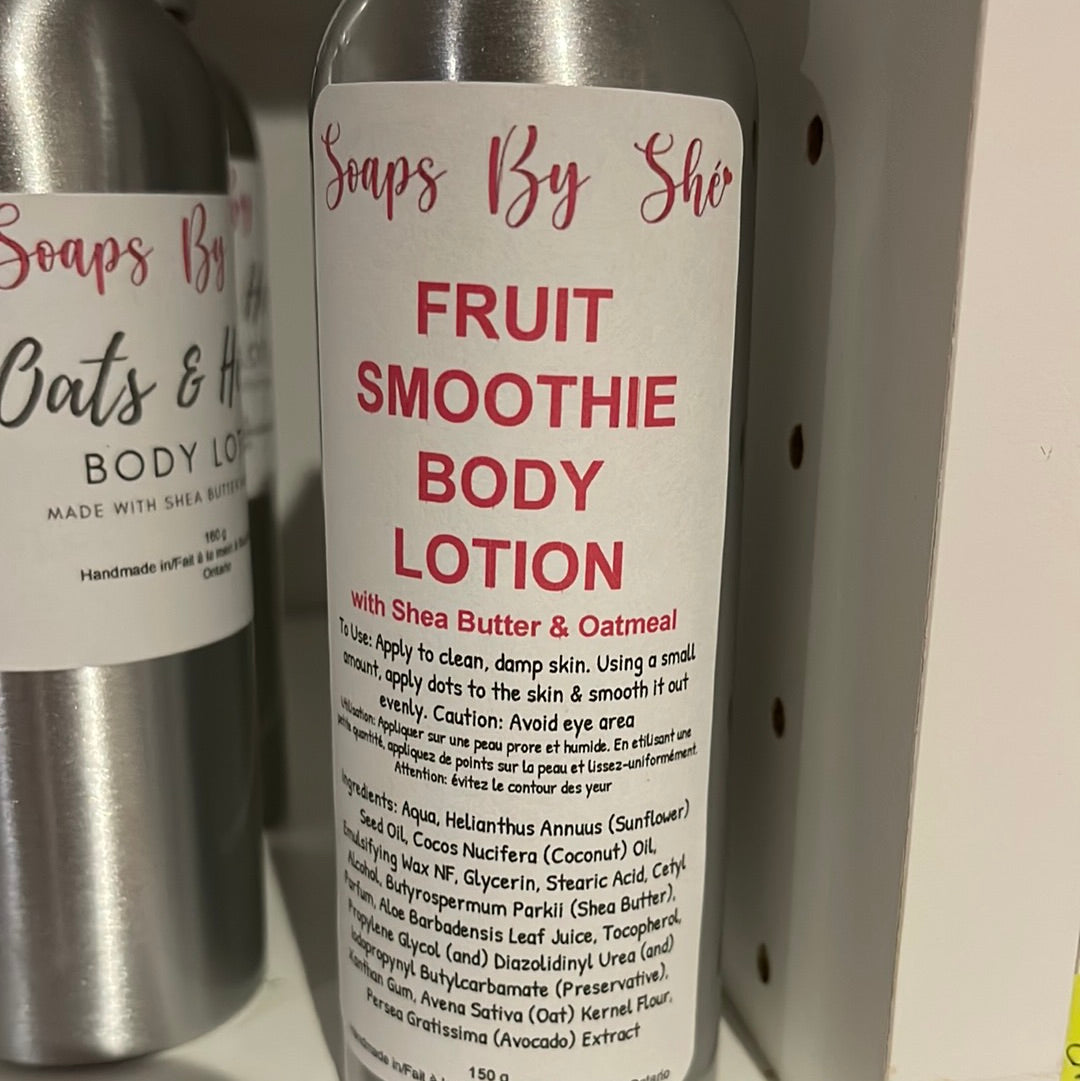 Soaps By
Oats &
BODY
MADE WITH SHEA
160 g
Handmade in/Fait à la
Ontario
Soaps By Shé
FRUIT
SMOOTHIE
BODY
LOTION
with Shea Butter & Oatmeal
To Use: Apply to clean, damp skin. Using a small
amount, apply dots to the skin & smooth it out
evenly. Caution: Avoid eye area
Utilisation: Appliquer sur une peau prore et humide. En etilisant une
petite quantité, appliquez de points sur la peau et lissez-uniformément.
Attention: évitez le contour des yeur
Ingredients: Aqua, Helianthus Annuus (Sunflower)
Seed Oil, Cocos Nucifera (Coconut) Oil,
Emulsifying Wax NF, Glycerin, Stearic Acid, Cetyl
Alcohol, Butyrospermum Parkii (Shea Butter),
Parfum, Aloe Barbadensis Leaf Juice, Tocopherol,
Propylene Glycol (and) Diazolidinyl Urea (and)
Iodopropynyl Butylcarbamate (Preservative),
Xanthan Gum, Avena Sativa (Oat) Kernel Flour,
Persea Gratissima (Avocado) Extract
150 g
Handmade in/Fait à
Ontario